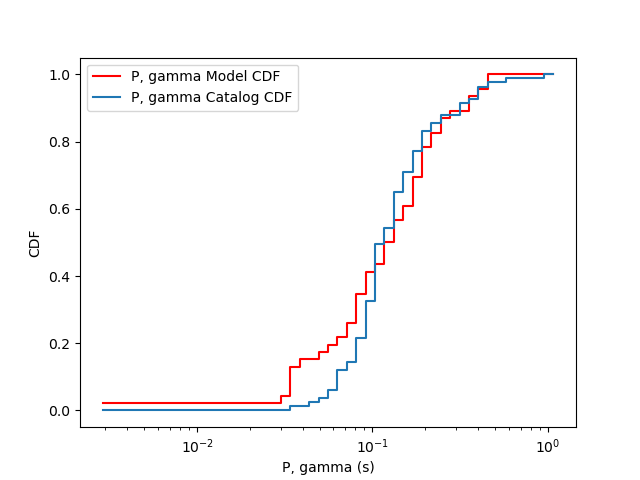 P, gamma Model CDF
P, gamma Catalog CDF
1.0
0.8
0.6
0.4
0.2
0.0
CDF
10⁻²
10⁻¹
10⁰
P, gamma (s)